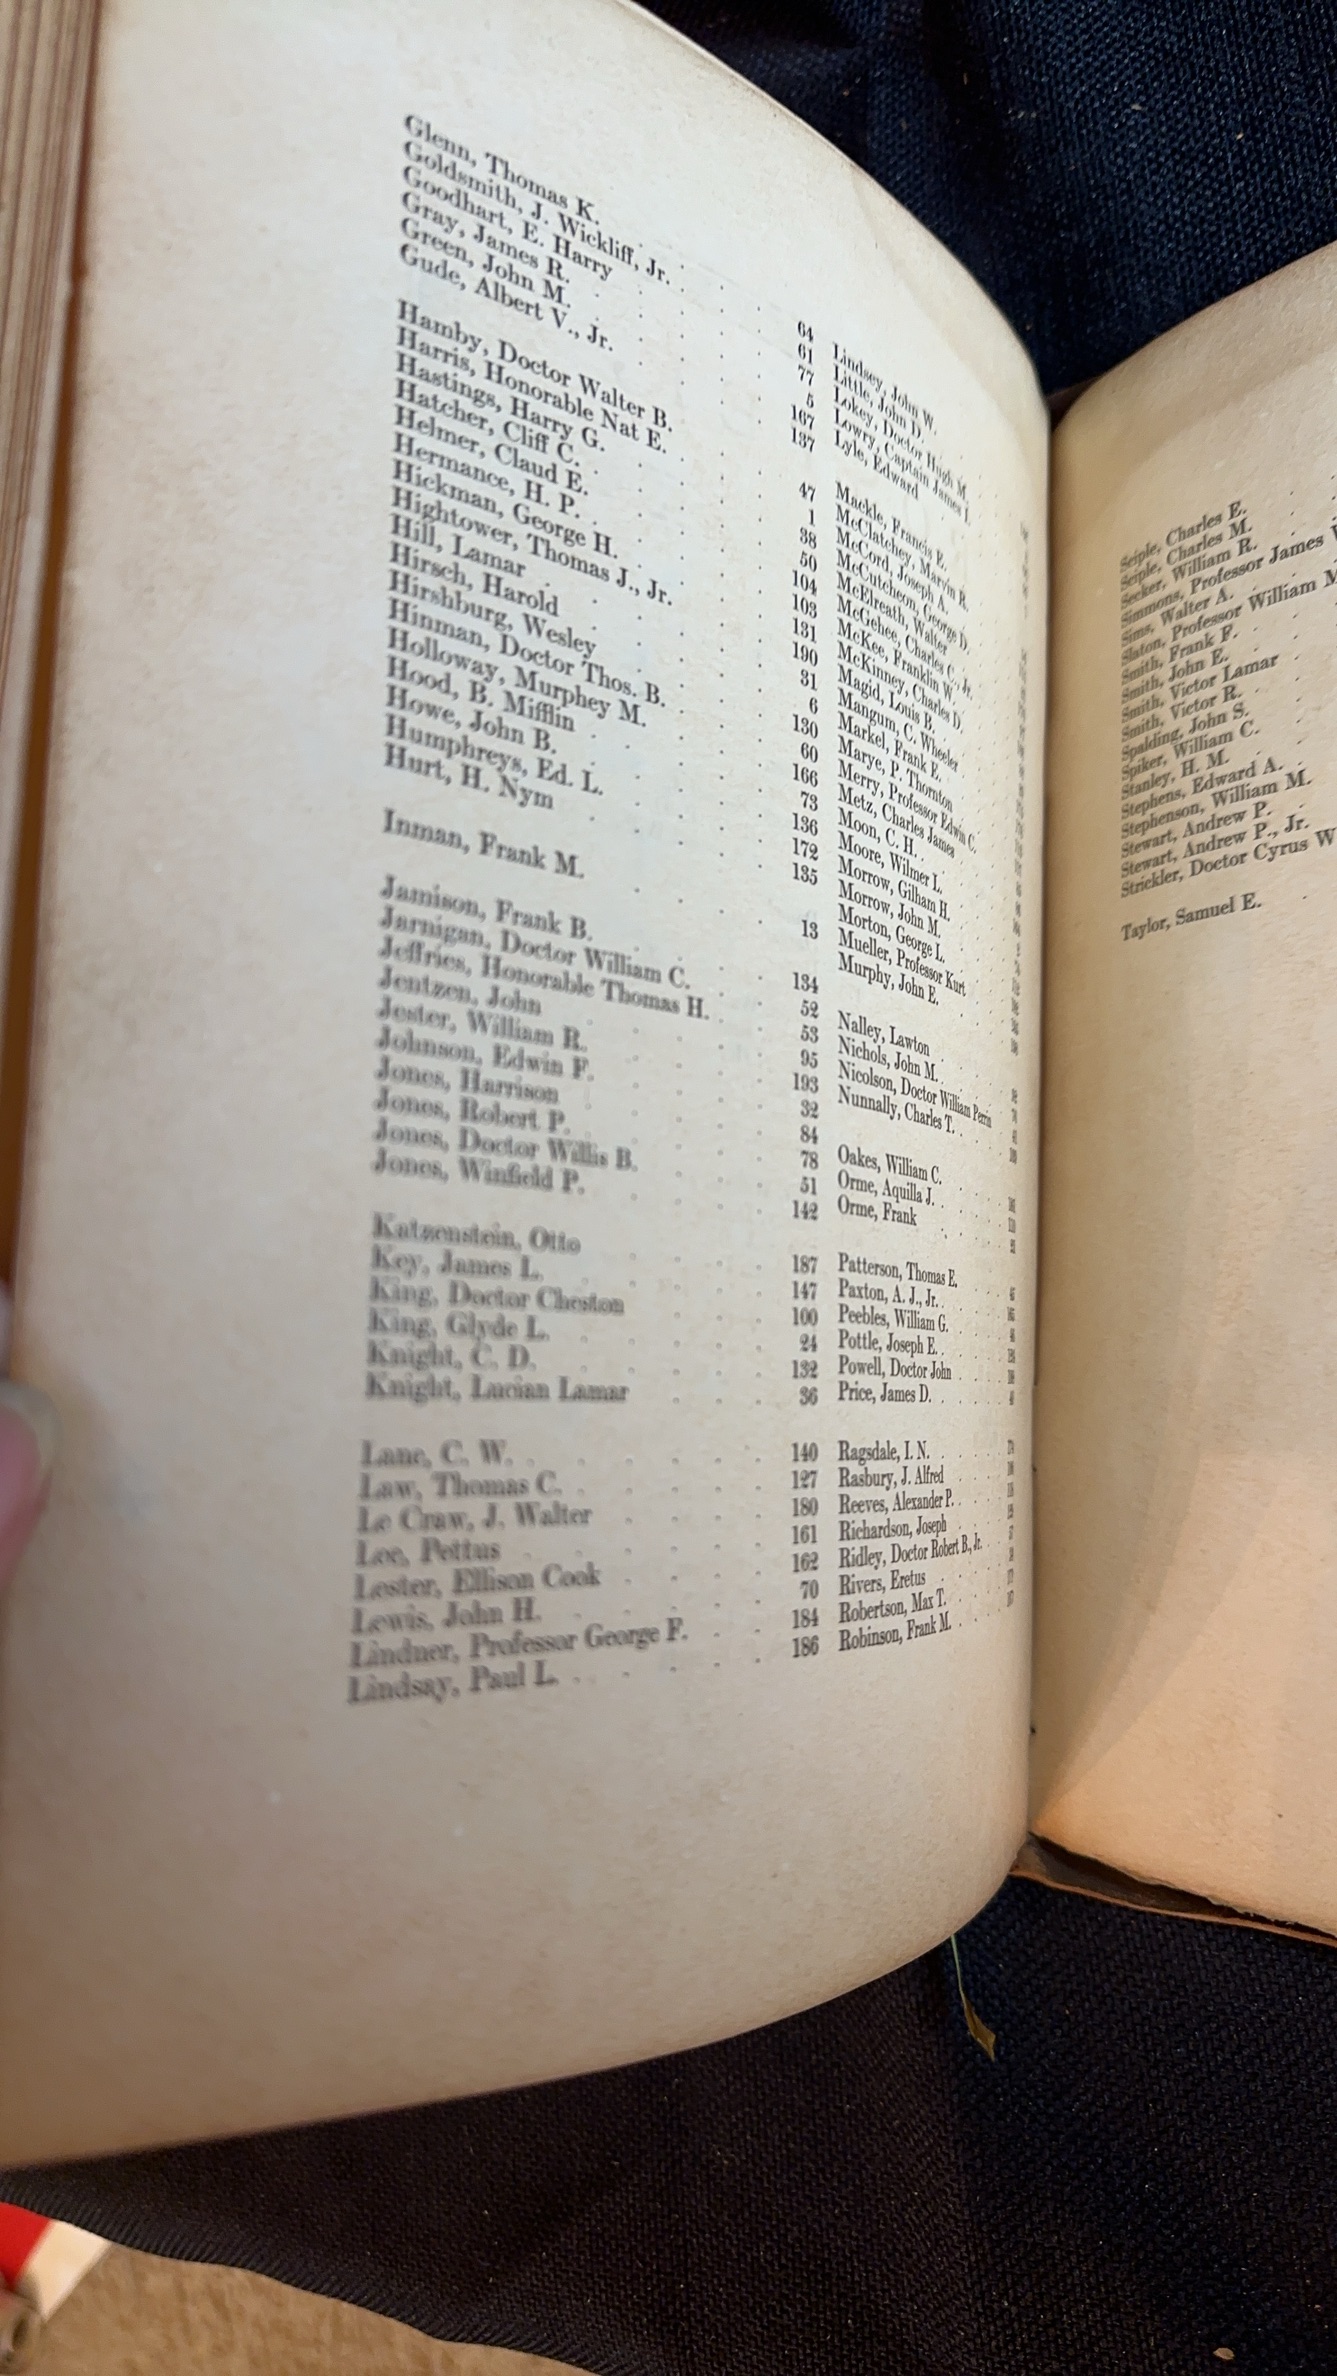 Glenn, Thomas K. 64
Goldsmith, J. Wickliff, Jr. 61
Goodhart, E. Harry 77
Gray, James R. 5
Green, John M. 167
Gude, Albert V., Jr. 137
Hamby, Doctor Walter B. 47
Harris, Honorable Nat E. 1
Hastings, Harry G. 38
Hatcher, Cliff C. 50
Helmer, Claud E. 104
Hermance, H. P. 103
Hickman, George H. 131
Hightower, Thomas J., Jr. 190
Hill, Lamar 31
Hirsch, Harold 6
Hirshburg, Wesley 130
Hinman, Doctor Thos. B. 60
Holloway, Murphey M. 166
Hood, B. Mifflin 73
Howe, John B. 136
Humphreys, Ed. L. 172
Hurt, H. Nym 135
Inman, Frank M. 13
Jamison, Frank B. 134
Jarnigan, Doctor William C. 52
Jeffries, Honorable Thomas H. 53
Jentzen, John 95
Jester, William R. 193
Johnson, Edwin F. 32
Jones, Harrison 84
Jones, Robert P. 78
Jones, Doctor Willis B. 51
Jones, Winfield P. 142
Katzenstein, Otto 187
Key, James L. 147
King, Doctor Cheston 100
King, Clyde L. 24
Knight, C. D. 132
Knight, Lucian Lamar 36
Lane, C. W. 140
Law, Thomas C. 127
Le Craw, J. Walter 180
Lee, Pettus 161
Lester, Ellison Cook 162
Lewis, John H. 70
Lindner, Professor George F. 184
Lindsay, Paul L. 186
Lindsey, John W.
Little, John D.
Lokey, Doctor Hugh M.
Lowry, Captain James
Lyle, Edward
Mackle, Francis E.
McClatchey, Marvin R.
McCord, Joseph A.
McCutcheon, George D.
McElreath, Walter
McGehee, Charles C., Jr.
McKee, Franklin W.
McKinney, Charles D.
Magid, Louis B.
Mangum, C. Wheeler
Markel, Frank E.
Marye, P. Thornton
Merry, Professor Edwin C.
Metz, Charles James
Moon, C. H.
Moore, Wilmer L.
Morrow, Gilham H.
Morrow, John M.
Morton, George L.
Mueller, Professor Kurt
Murphy, John E.
Nalley, Lawton
Nichols, John M.
Nicolson, Doctor William Perrin
Nunnally, Charles T.
Oakes, William C.
Orme, Aquilla J.
Orme, Frank
Patterson, Thomas E.
Paxton, A. J., Jr.
Peebles, William G.
Pottle, Joseph E.
Powell, Doctor John
Price, James D.
Ragsdale, I. N.
Rasbury, J. Alfred
Reeves, Alexander P.
Richardson, Joseph
Ridley, Doctor Robert B., Jr.
Rivers, Eretus
Robertson, Max T.
Robinson, Frank M.
Sciple, Charles E.
Sciple, Charles M.
Seeker, William R.
Simmons, Professor James
Sims, Walter A.
Slaton, Professor William M
Smith, Frank F.
Smith, John E.
Smith, Victor Lamar
Smith, Victor R.
Spalding, John S.
Spiker, William C.
Stanley, H. M.
Stephens, Edward A.
Stephenson, William M.
Stewart, Andrew P.
Stewart, Andrew P., Jr.
Strickler, Doctor Cyrus W
Taylor, Samuel E.